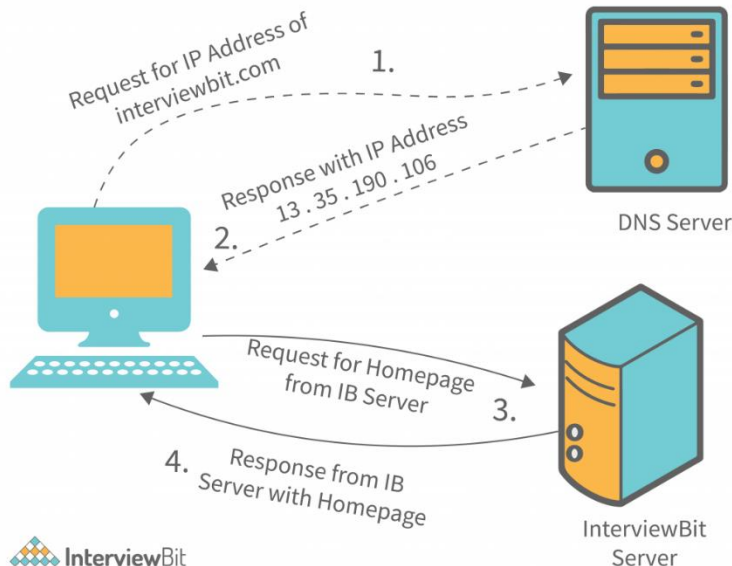 Request for IP Address of
interviewbit.com
1.
Response with IP Address
13 . 35 . 190 . 106
2.
DNS Server
Request for Homepage
from IB Server
3.
4.
Response from IB
Server with Homepage
InterviewBit
Server
InterviewBit